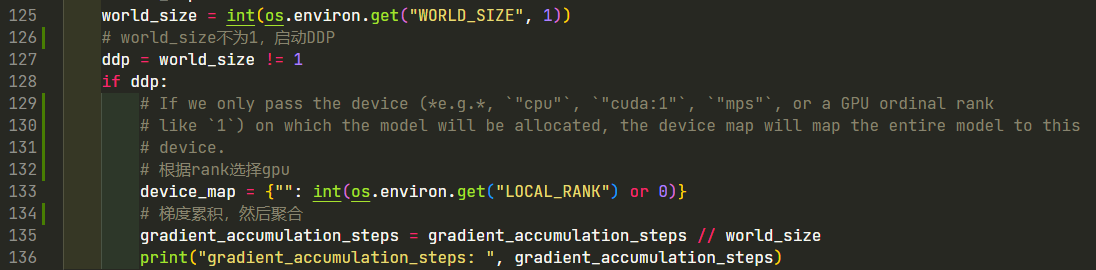 125 world_size = int(os.environ.get("WORLD_SIZE", 1))
126 # world_size不为1，启动DDP
127 ddp = world_size != 1
128 if ddp:
129 # If we only pass the device (*e.g.*, `"cpu"`, `"cuda:1"`, `"mps"`, or a GPU ordinal rank
130 # like `1`) on which the model will be allocated, the device map will map the entire model to this
131 # device.
132 # 根据rank选择gpu
133 device_map = {"": int(os.environ.get("LOCAL_RANK") or 0)}
134 # 梯度累积，然后聚合
135 gradient_accumulation_steps = gradient_accumulation_steps // world_size
136 print("gradient_accumulation_steps: ", gradient_accumulation_steps)